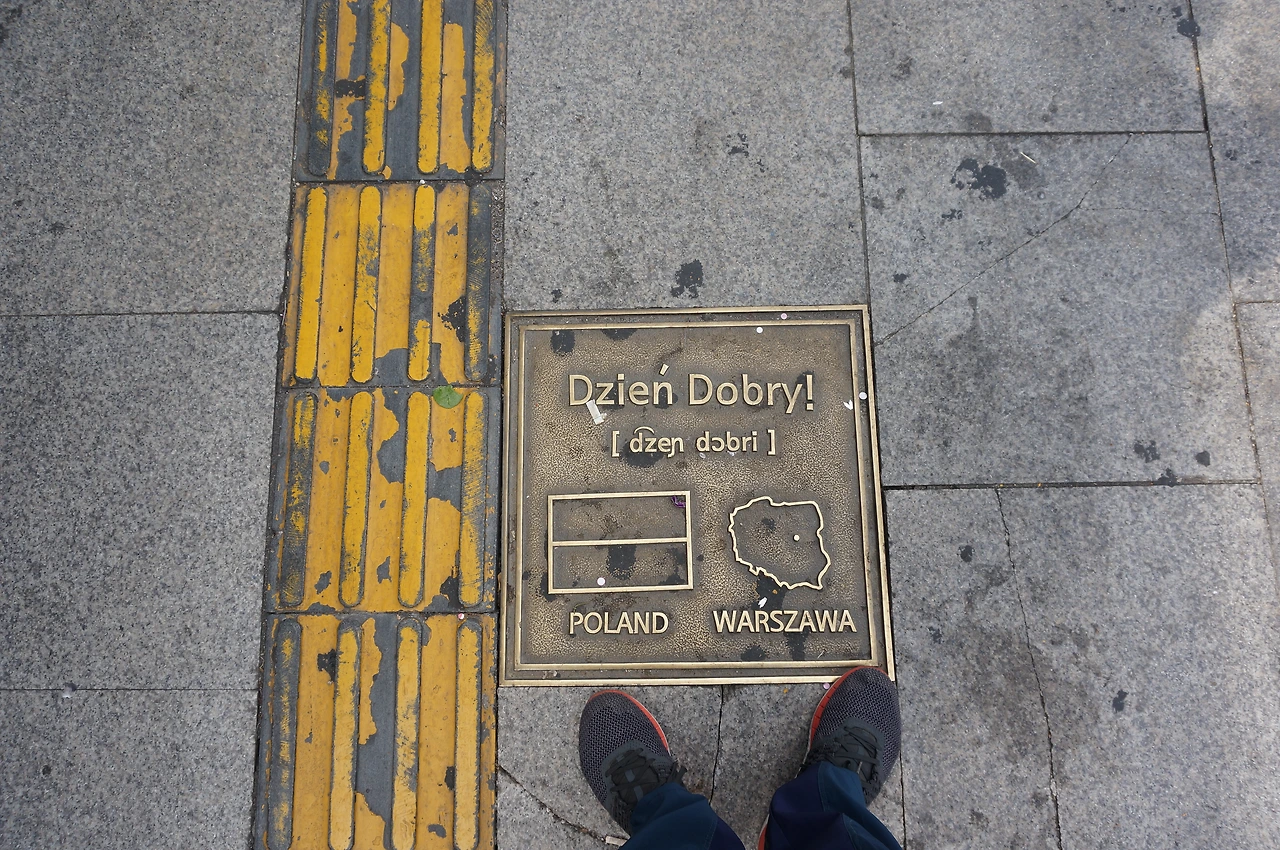 Dzień Dobry!
[ d͡zeɲ dɔbri ]
POLAND
WARSZAWA